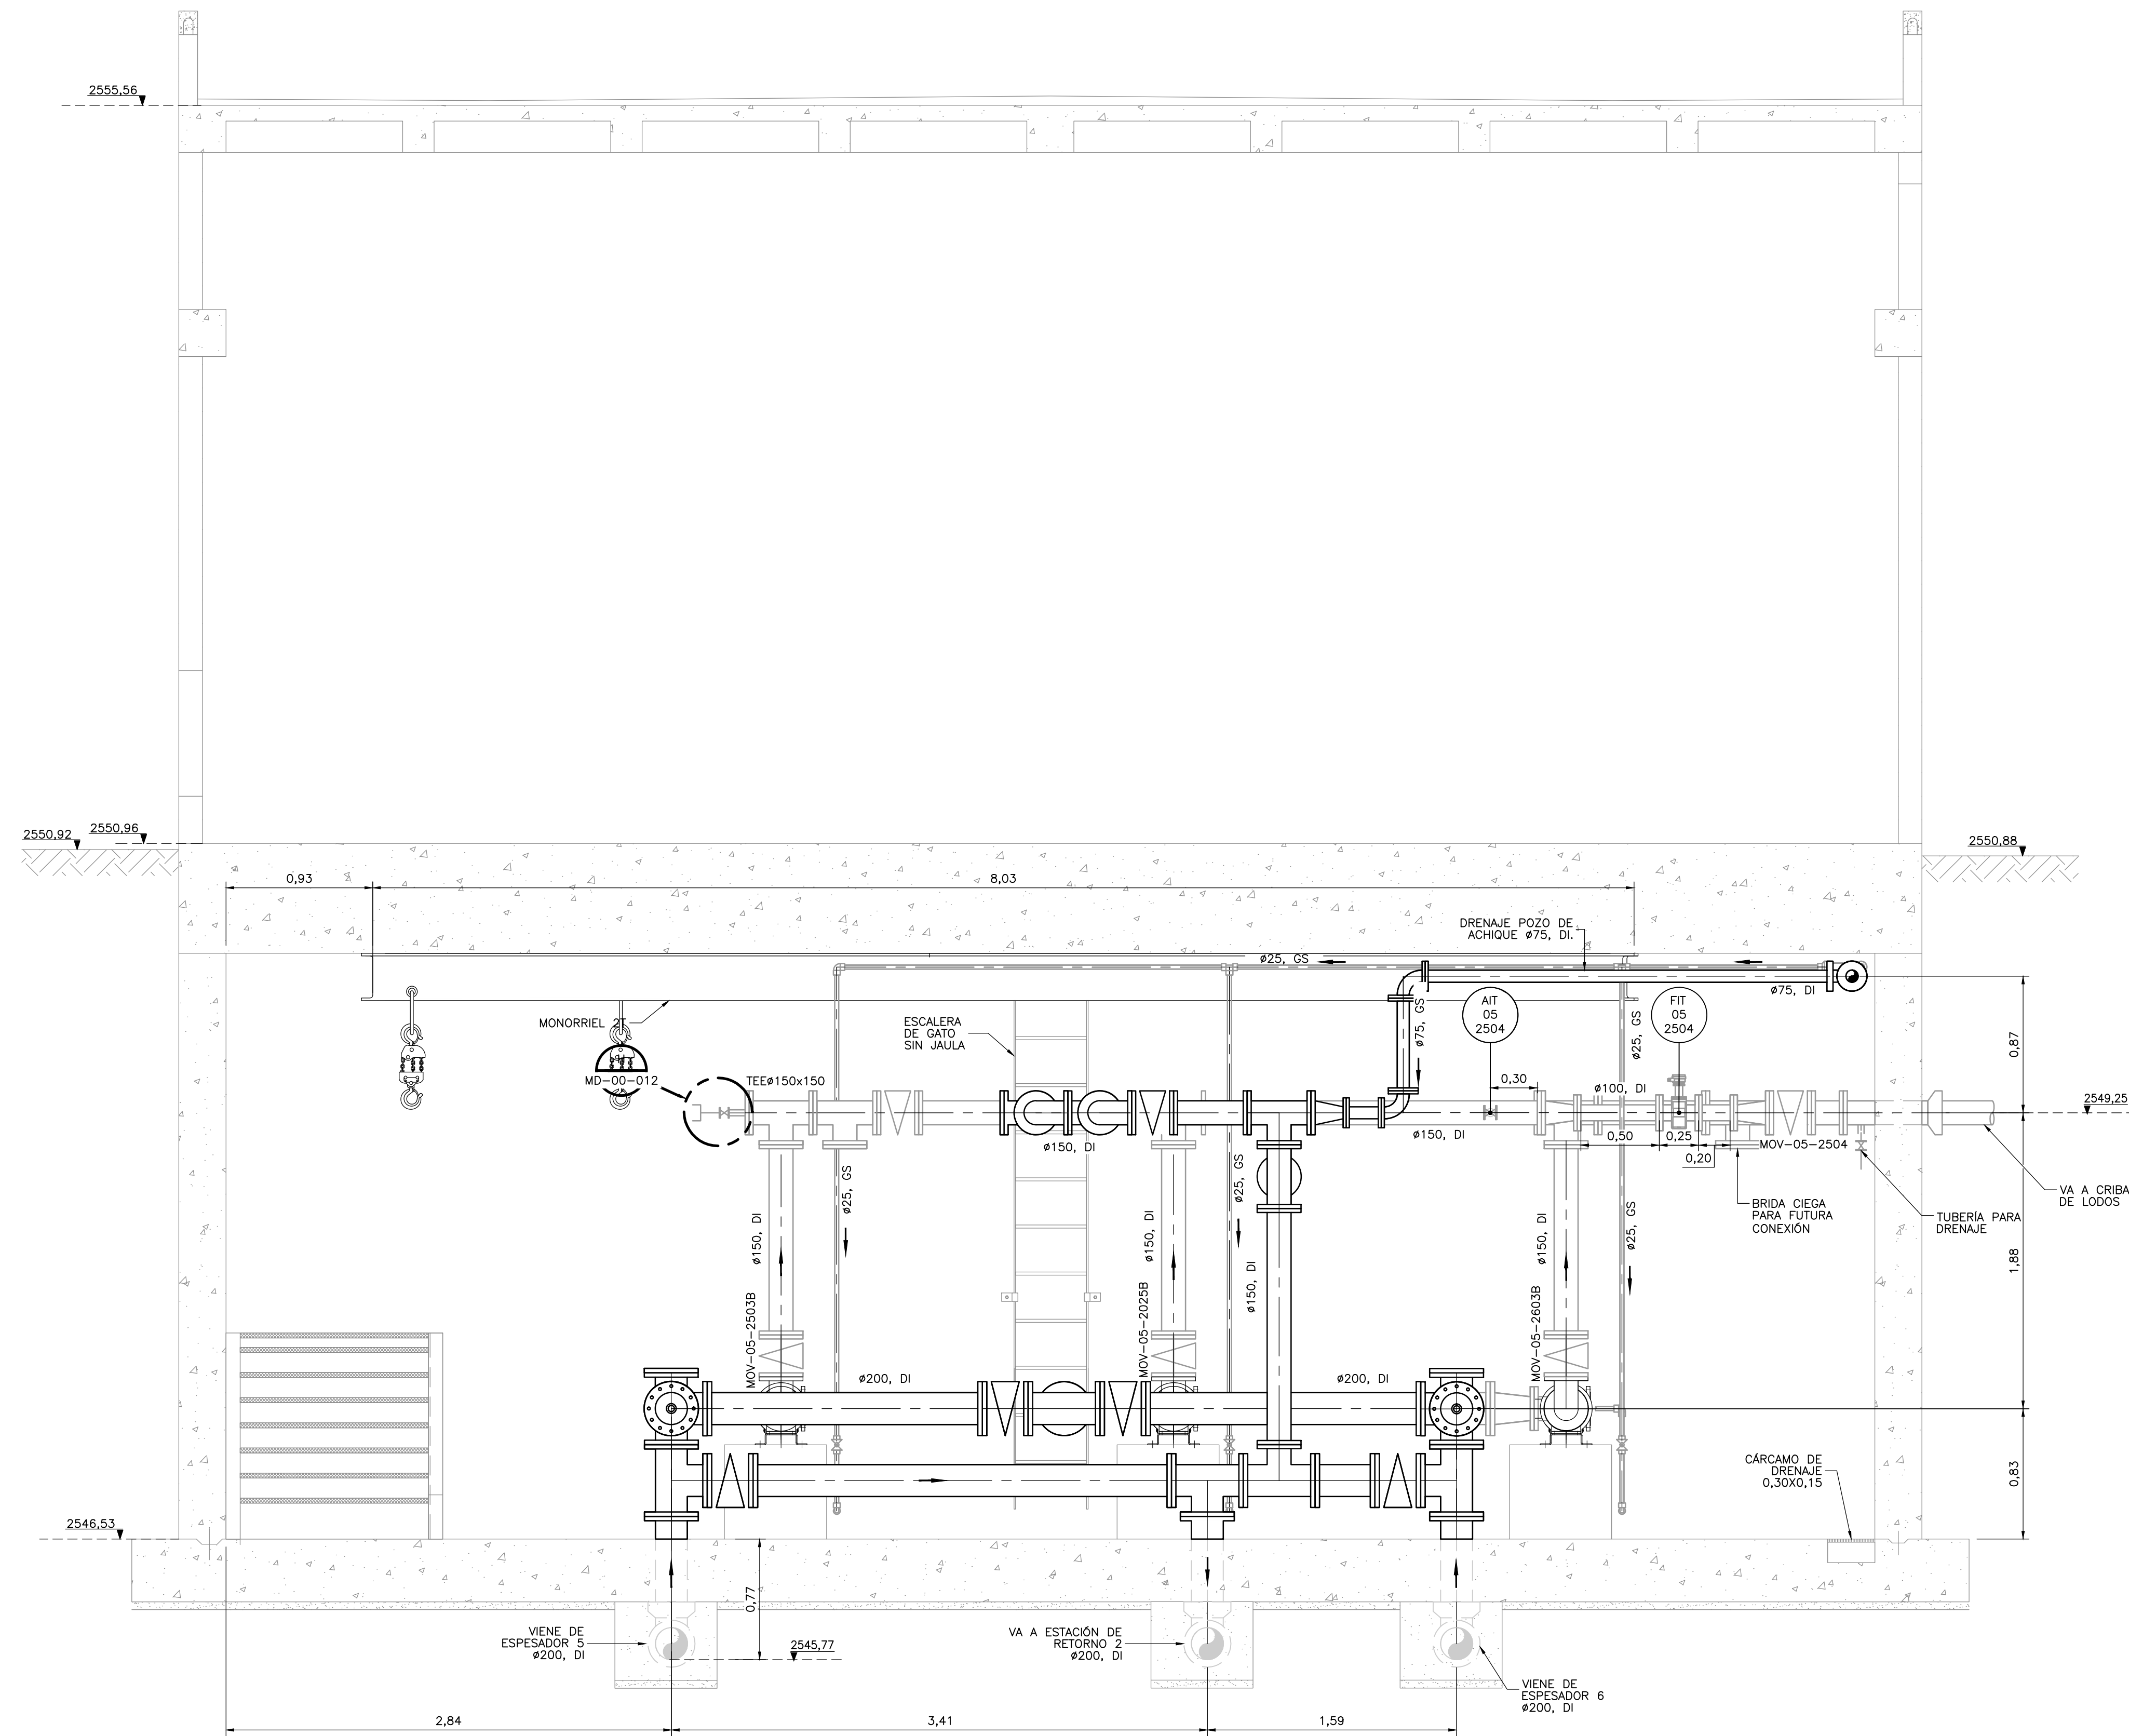 2555,56
2550,92
2550,96
2550,88
0,93
8,03
DRENAJE POZO DE
ACHIQUE ø75, DI.
ø25, GS
ø75, DI
MONORRIEL 2T
ESCALERA
DE GATO
SIN JAULA
ø75, GS
AIT
05
2504
FIT
05
2504
ø25, GS
0,87
MD-00-012
TEEø150x150
0,30
ø100, DI
2549,25
ø150, DI
ø150, DI
0,50
0,25
0,20
MOV-05-2504
VA A CRIBA
DE LODOS
BRIDA CIEGA
PARA FUTURA
CONEXIÓN
TUBERÍA PARA
DRENAJE
ø150, DI
ø25, GS
ø150, DI
ø25, GS
ø150, DI
ø150, DI
ø25, GS
1,88
MOV-05-2503B
MOV-05-2025B
MOV-05-2603B
ø200, DI
ø200, DI
CÁRCAMO DE
DRENAJE
0,30X0,15
0,83
2546,53
0,77
VIENE DE
ESPESADOR 5
ø200, DI
2545,77
VA A ESTACIÓN DE
RETORNO 2
ø200, DI
VIENE DE
ESPESADOR 6
ø200, DI
2,84
3,41
1,59